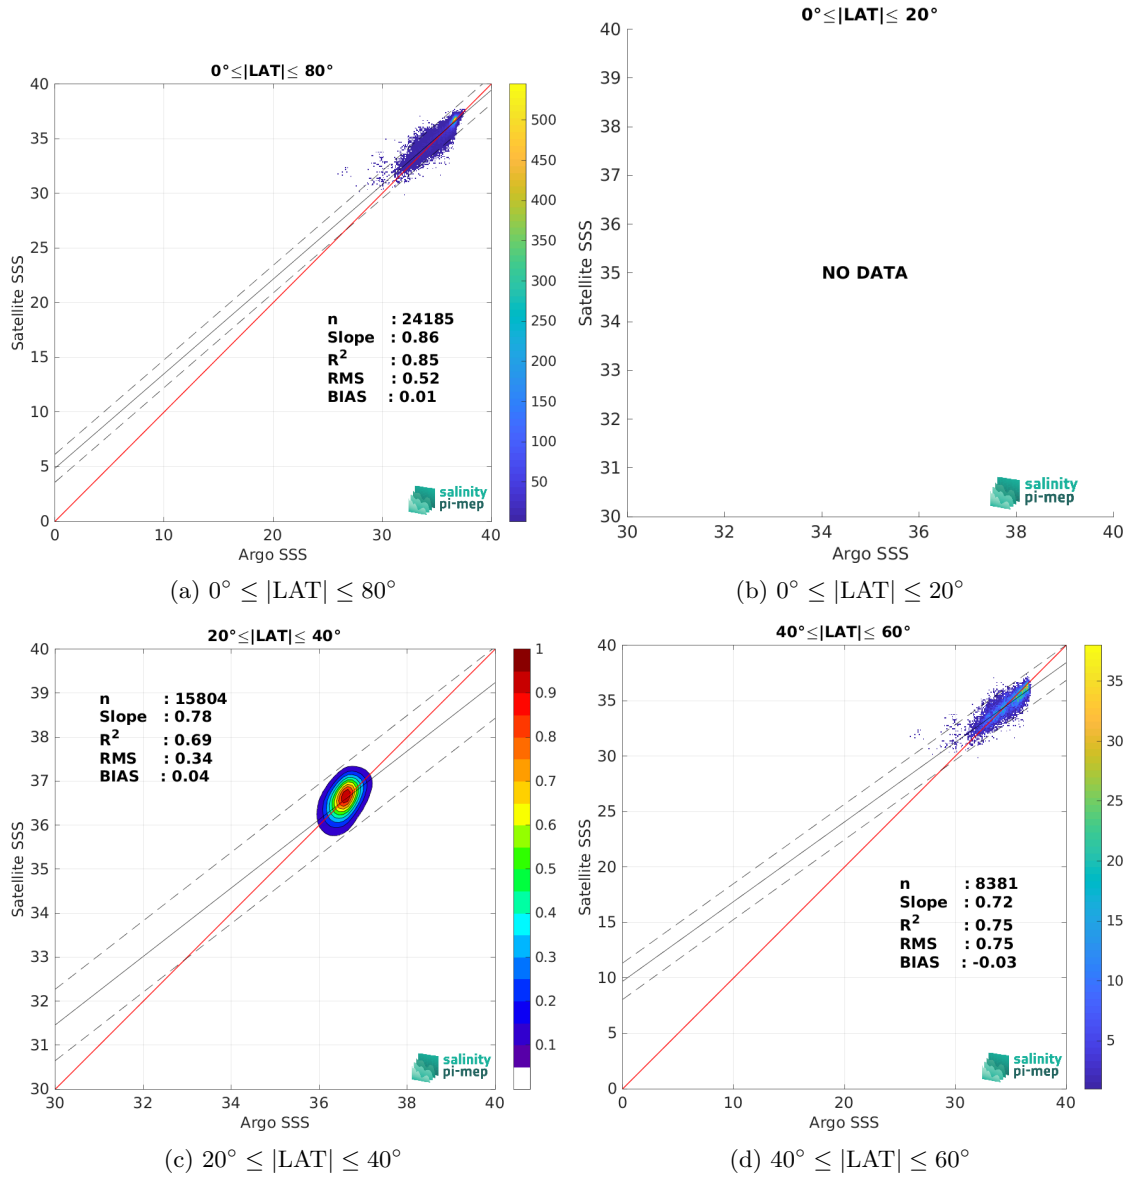 0°≤|LAT|≤ 80°
40
35
30
25
20
15
10
5
0
0
10
20
30
40
Satellite SSS
Argo SSS
n : 24185
Slope : 0.86
R² : 0.85
RMS : 0.52
BIAS : 0.01
salinity
pi-mep
500
450
400
350
300
250
200
150
100
50
(a) 0° ≤ |LAT| ≤ 80°
0°≤|LAT|≤ 20°
40
39
38
37
36
35
34
33
32
31
30
30
32
34
36
38
40
Satellite SSS
Argo SSS
NO DATA
salinity
pi-mep
(b) 0° ≤ |LAT| ≤ 20°
20°≤|LAT|≤ 40°
40
39
38
37
36
35
34
33
32
31
30
30
32
34
36
38
40
Satellite SSS
Argo SSS
n : 15804
Slope : 0.78
R² : 0.69
RMS : 0.34
BIAS : 0.04
salinity
pi-mep
1
0.9
0.8
0.7
0.6
0.5
0.4
0.3
0.2
0.1
(c) 20° ≤ |LAT| ≤ 40°
40°≤|LAT|≤ 60°
40
35
30
25
20
15
10
5
0
0
10
20
30
40
Satellite SSS
Argo SSS
n : 8381
Slope : 0.72
R² : 0.75
RMS : 0.75
BIAS : -0.03
salinity
pi-mep
35
30
25
20
15
10
5
(d) 40° ≤ |LAT| ≤ 60°